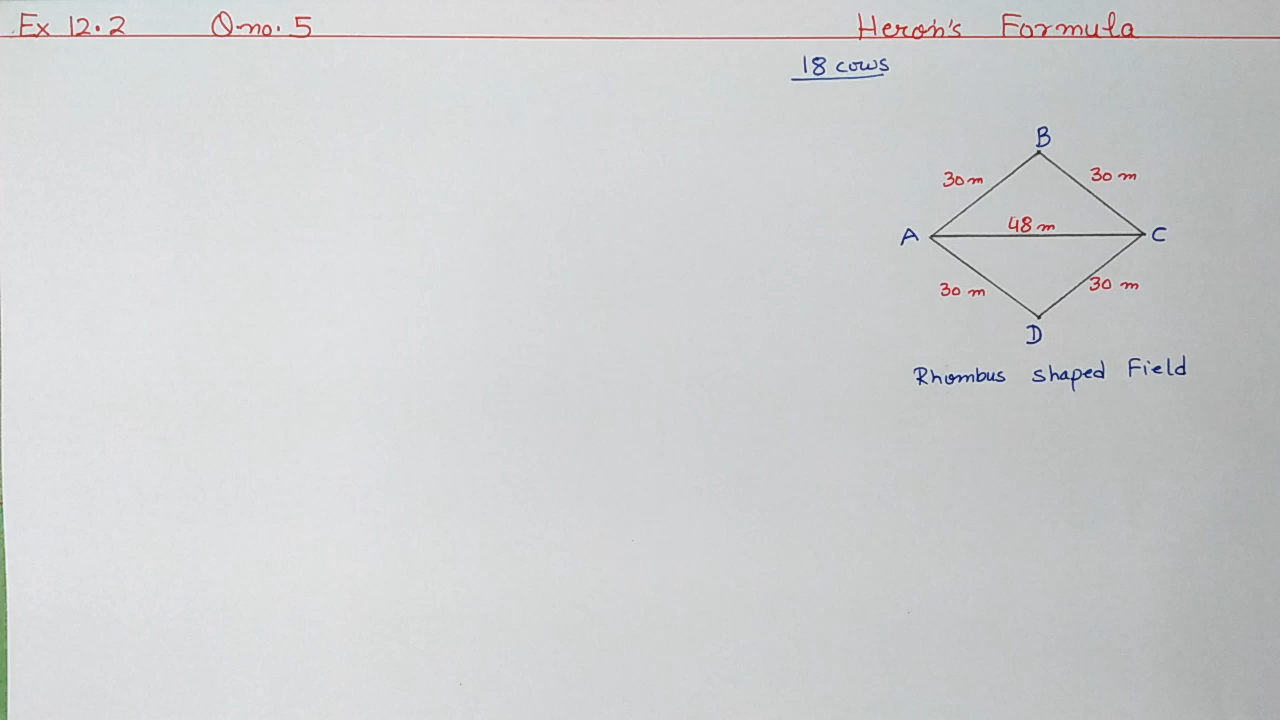 Ex 12.2 Q.no.5 Heron's Formula
18 cows
B
30 m 30 m
48 m
A C
30 m 30 m
D
Rhombus shaped Field